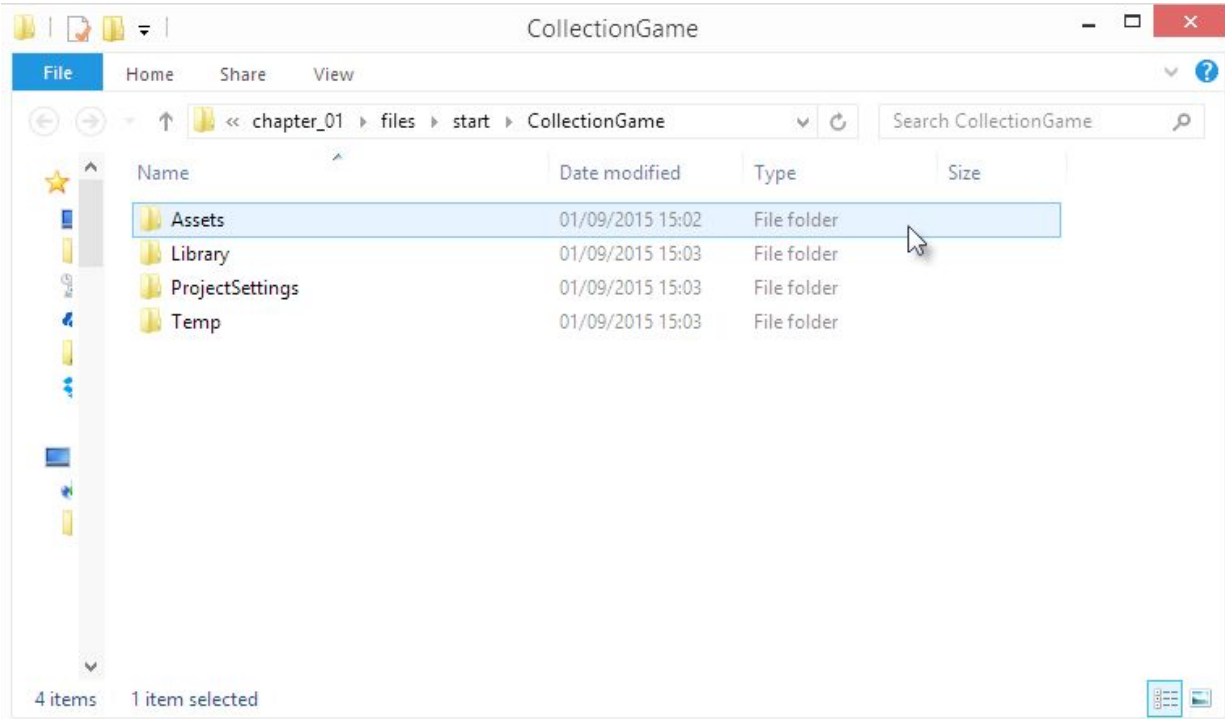 CollectionGame
File Home Share View
« chapter_01 files start CollectionGame Search CollectionGame
Name Date modified Type Size
Assets 01/09/2015 15:02 File folder
Library 01/09/2015 15:03 File folder
ProjectSettings 01/09/2015 15:03 File folder
Temp 01/09/2015 15:03 File folder
4 items 1 item selected